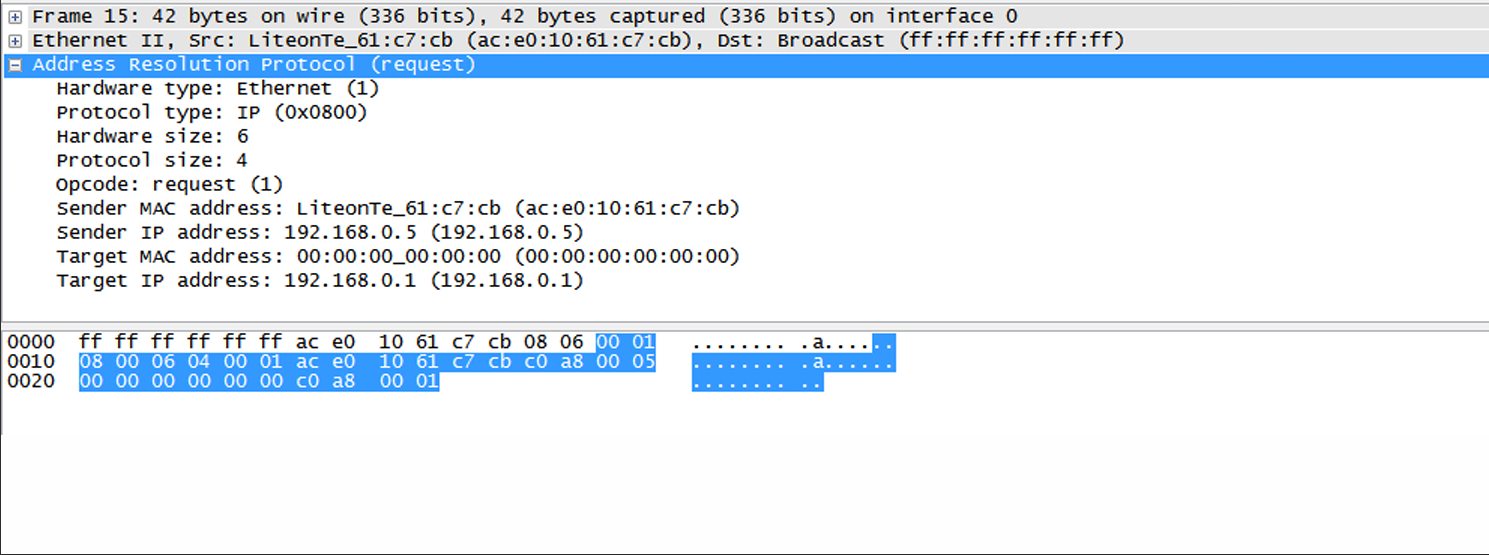 Frame 15: 42 bytes on wire (336 bits), 42 bytes captured (336 bits) on interface 0
Ethernet II, Src: LiteonTe_61:c7:cb (ac:e0:10:61:c7:cb), Dst: Broadcast (ff:ff:ff:ff:ff:ff)
Address Resolution Protocol (request)
Hardware type: Ethernet (1)
Protocol type: IP (0x0800)
Hardware size: 6
Protocol size: 4
Opcode: request (1)
Sender MAC address: LiteonTe_61:c7:cb (ac:e0:10:61:c7:cb)
Sender IP address: 192.168.0.5 (192.168.0.5)
Target MAC address: 00:00:00_00:00:00 (00:00:00:00:00:00)
Target IP address: 192.168.0.1 (192.168.0.1)
0000 ff ff ff ff ff ff ac e0 10 61 c7 cb 08 06 00 01 ........ .a......
0010 08 00 06 04 00 01 ac e0 10 61 c7 cb c0 a8 00 05 ........ .a......
0020 00 00 00 00 00 00 c0 a8 00 01 ........ ..